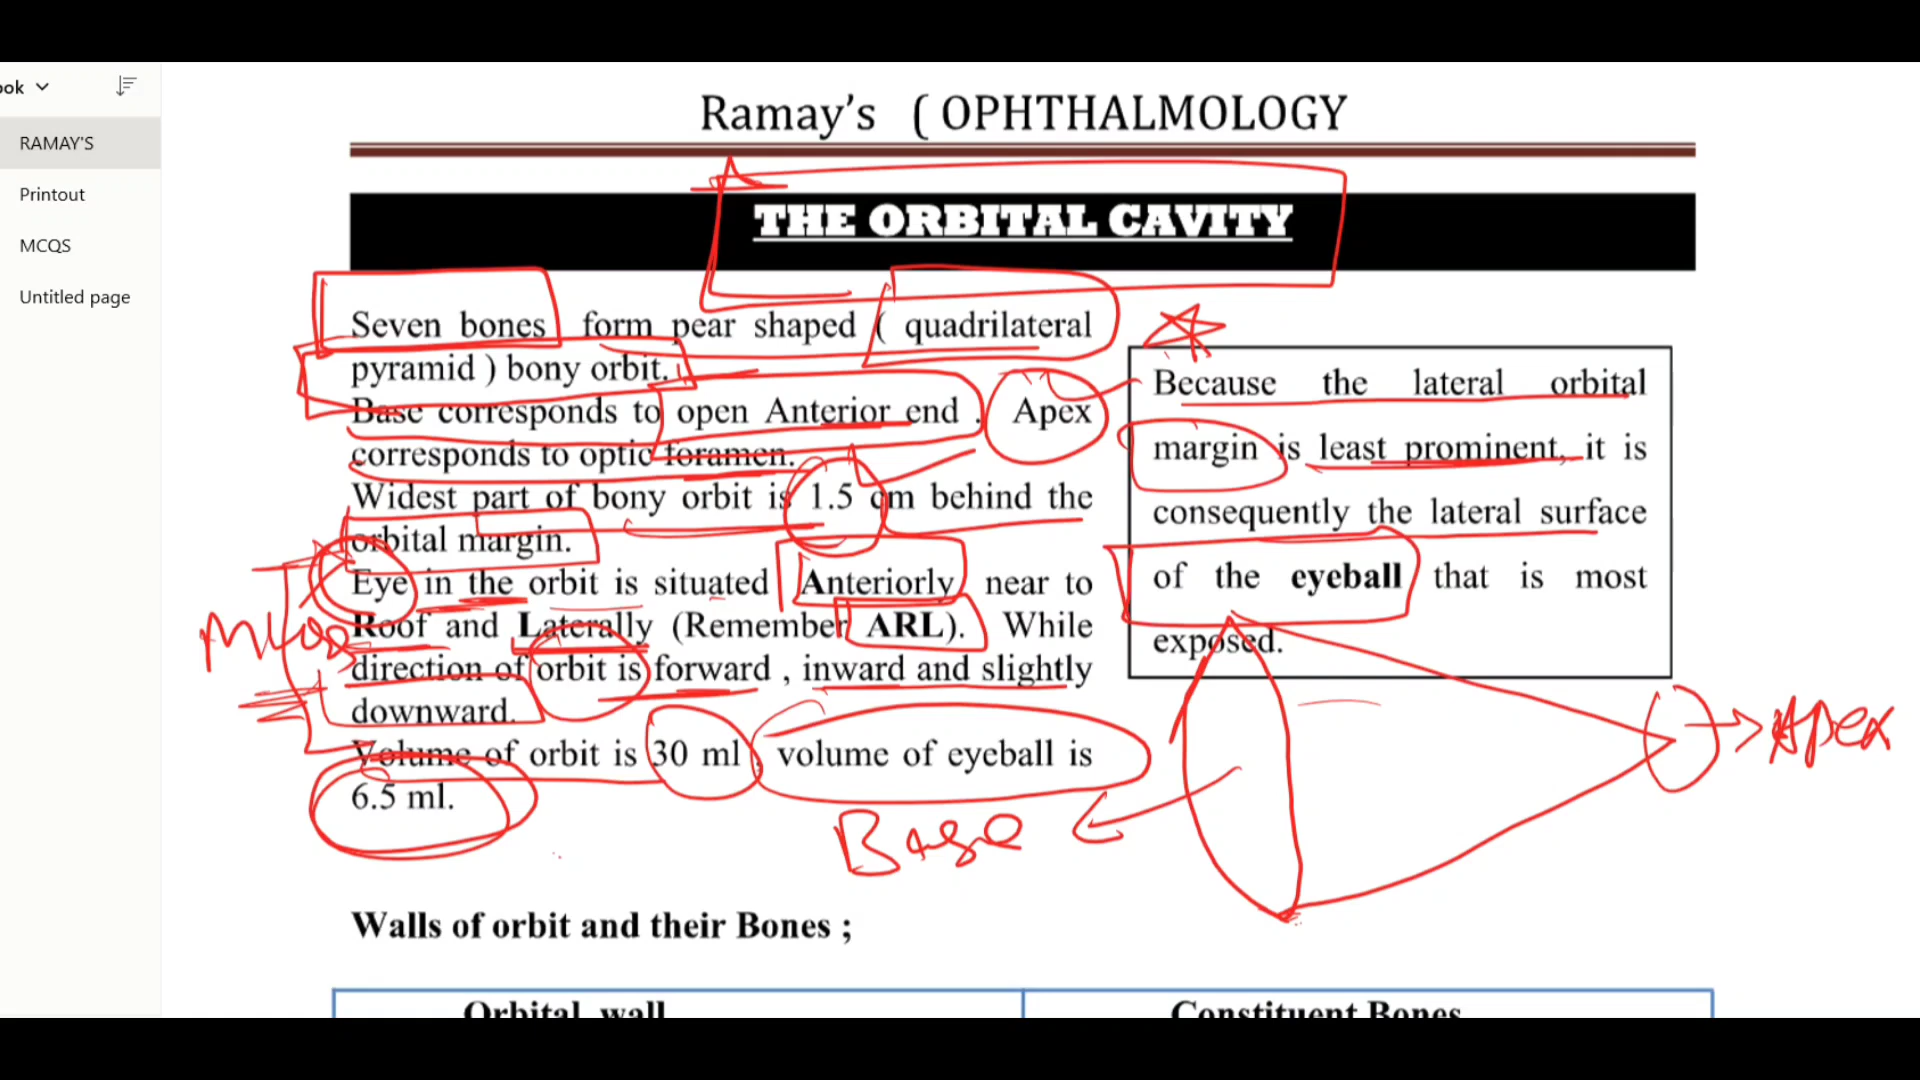 ook
RAMAY'S
Printout
MCQS
Untitled page
Ramay's ( OPHTHALMOLOGY
THE ORBITAL CAVITY
Seven bones form pear shaped ( quadrilateral
pyramid ) bony orbit.
Base corresponds to open Anterior end . Apex
corresponds to optic foramen.
Widest part of bony orbit is 1.5 cm behind the
orbital margin.
Eye in the orbit is situated Anteriorly near to
Roof and Laterally (Remember ARL). While
direction of orbit is forward , inward and slightly
downward.
Volume of orbit is 30 ml , volume of eyeball is
6.5 ml.
Because the lateral orbital
margin is least prominent, it is
consequently the lateral surface
of the eyeball that is most
exposed.
Apex
Base
Walls of orbit and their Bones ;
Orbital wall
Constituent Bones